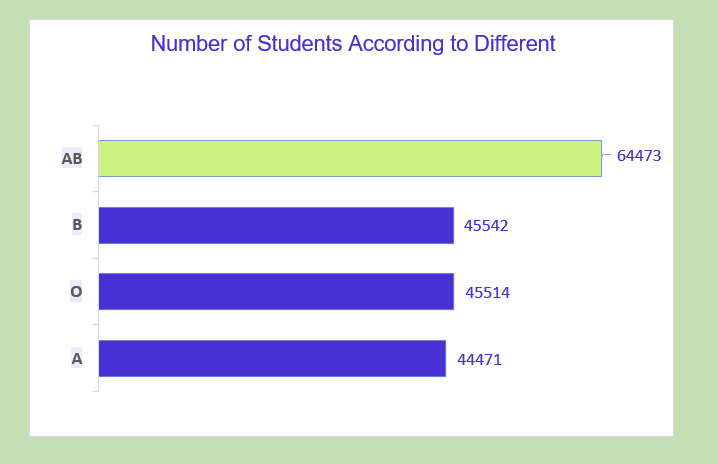 Number of Students According to Different
AB 64473
B 45542
O 45514
A 44471